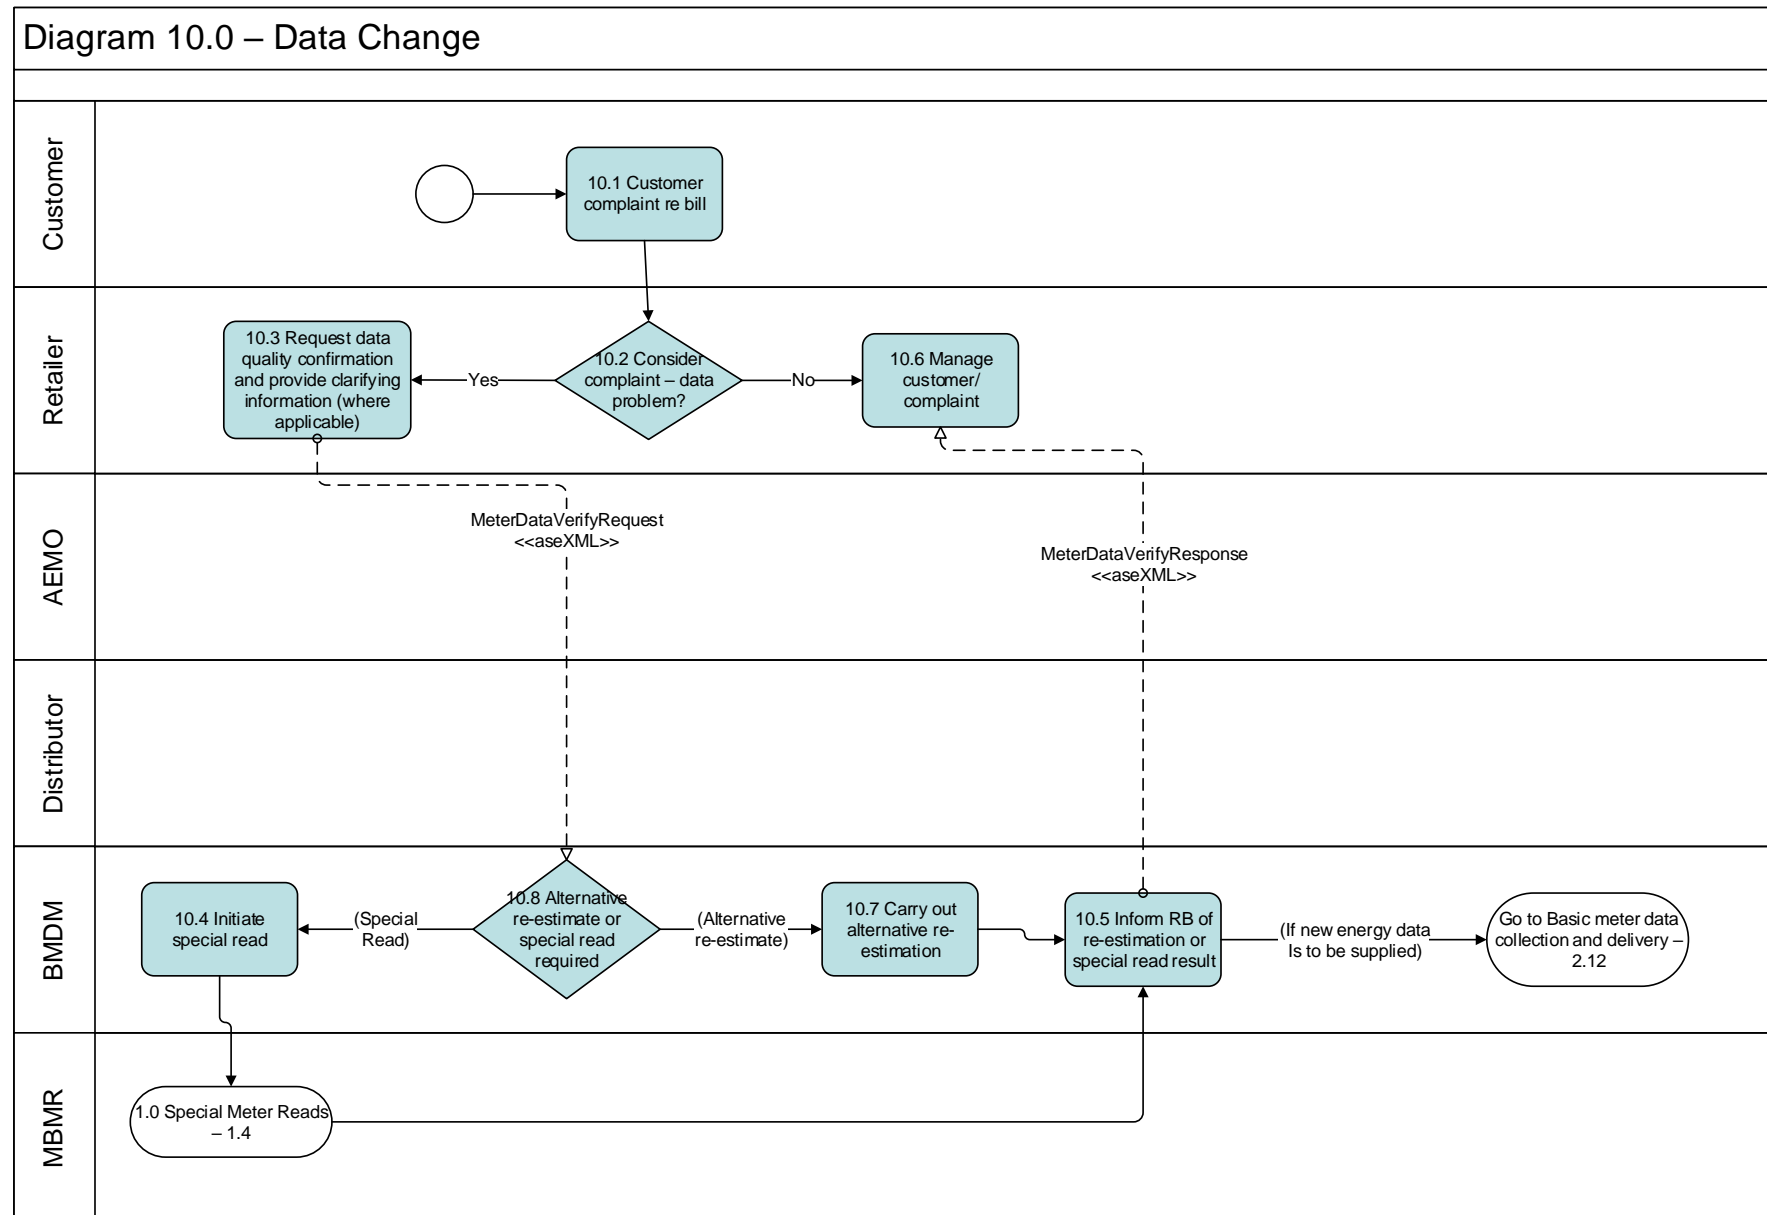 Diagram 10.0 – Data Change
Customer
10.1 Customer
complaint re bill
Retailer
10.3 Request data
quality confirmation
and provide clarifying
information (where
applicable)
Yes
10.2 Consider
complaint – data
problem?
No
10.6 Manage
customer/
complaint
AEMO
MeterDataVerifyRequest
<<aseXML>>
MeterDataVerifyResponse
<<aseXML>>
Distributor
BMDM
10.4 Initiate
special read
(Special
Read)
10.8 Alternative
re-estimate or
special read
required
(Alternative
re-estimate)
10.7 Carry out
alternative re-
estimation
10.5 Inform RB of
re-estimation or
special read result
(If new energy data
Is to be supplied)
Go to Basic meter data
collection and delivery –
2.12
MBMR
1.0 Special Meter Reads
– 1.4